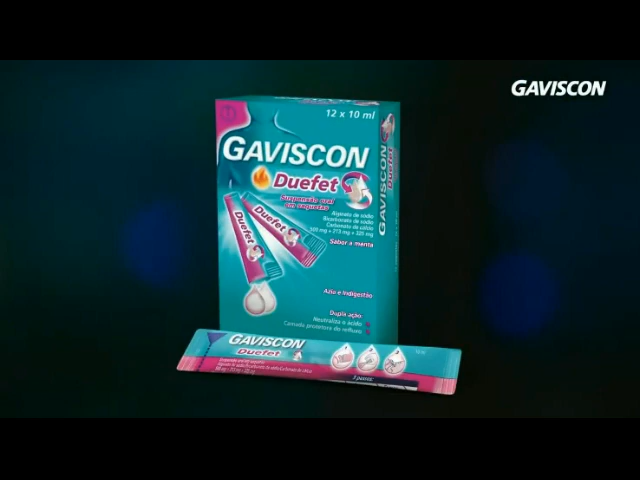 GAVISCON
12 x 10 ml
GAVISCON
Duefet
Suspensão oral
em saquetas
Alginato de sódio
Bicarbonato de sódio
Carbonato de cálcio
500 mg + 213 mg + 325 mg
Sabor a menta
Duefet
Duefet
Azia e indigestão
Dupla ação:
Neutraliza o ácido
Camada protetora do refluxo
GAVISCON
Duefet
GAVISCON
Duefet